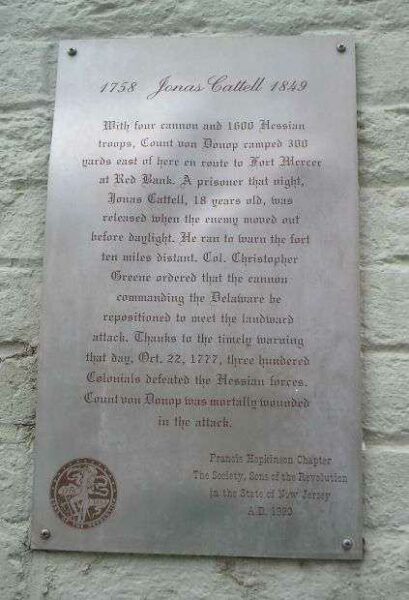 1758 Jonas Cattell 1849
With four cannon and 1600 Hessian
troops, Count von Donop camped 300
yards east of here en route to Fort Mercer
at Red Bank. A prisoner that night,
Jonas Cattell, 18 years old, was
released when the enemy moved out
before daylight. He ran to warn the fort
ten miles distant. Col. Christopher
Greene ordered that the cannon
commanding the Delaware be
repositioned to meet the landward
attack. Thanks to the timely warning
that day, Oct. 22, 1777, three hundred
Colonials defeated the Hessian forces.
Count von Donop was mortally wounded
in the attack.
Francis Hopkinson Chapter
The Society, Sons of the Revolution
in the State of New Jersey
A.D.